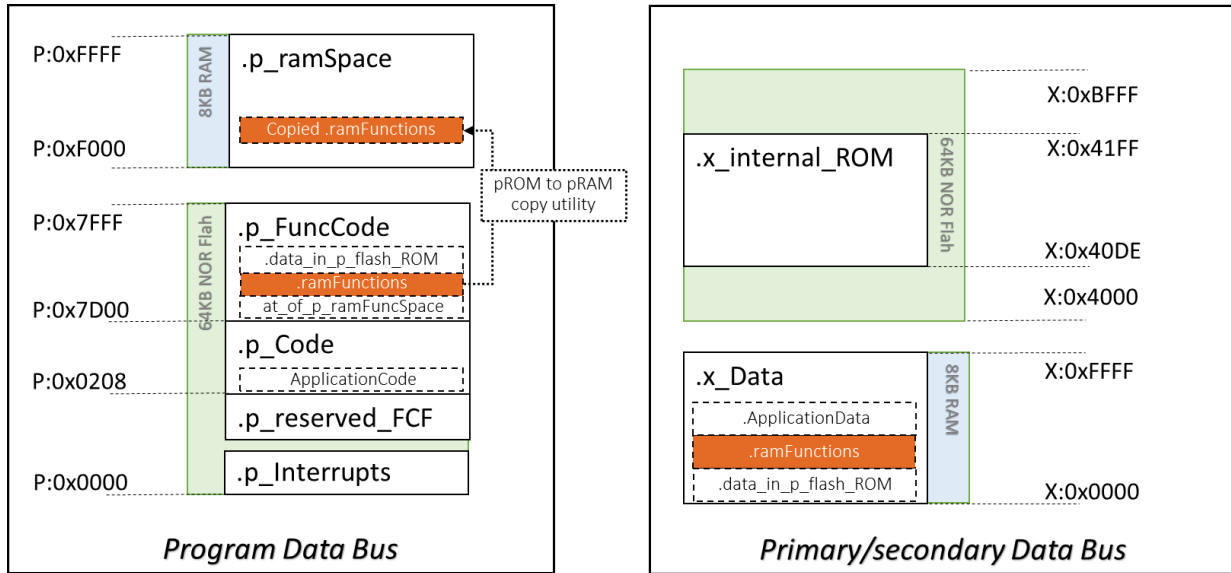 P:0xFFFF
P:0xF000
P:0x7FFF
P:0x7D00
P:0x0208
P:0x0000
8KB RAM
64KB NOR Flah
.p_ramSpace
Copied .ramFunctions
pROM to pRAM
copy utility
.p_FuncCode
.data_in_p_flash_ROM
.ramFunctions
at_of_p_ramFuncSpace
.p_Code
ApplicationCode
.p_reserved_FCF
.p_Interrupts
Program Data Bus
.x_internal_ROM
64KB NOR Flah
X:0xBFFF
X:0x41FF
X:0x40DE
X:0x4000
.x_Data
.ApplicationData
.ramFunctions
.data_in_p_flash_ROM
8KB RAM
X:0xFFFF
X:0x0000
Primary/secondary Data Bus